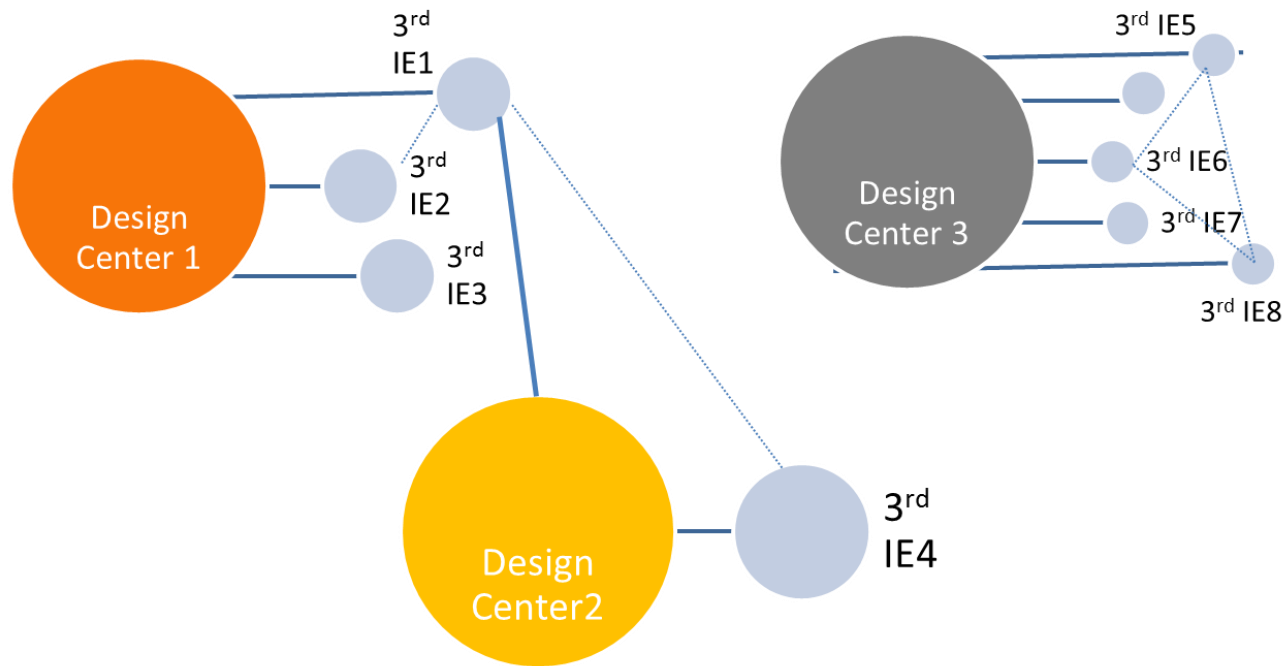 3rd
IE1
3rd
IE2
3rd
IE3
Design
Center 1
3rd IE5
3rd IE6
3rd IE7
3rd IE8
Design
Center 3
Design
Center2
3rd
IE4